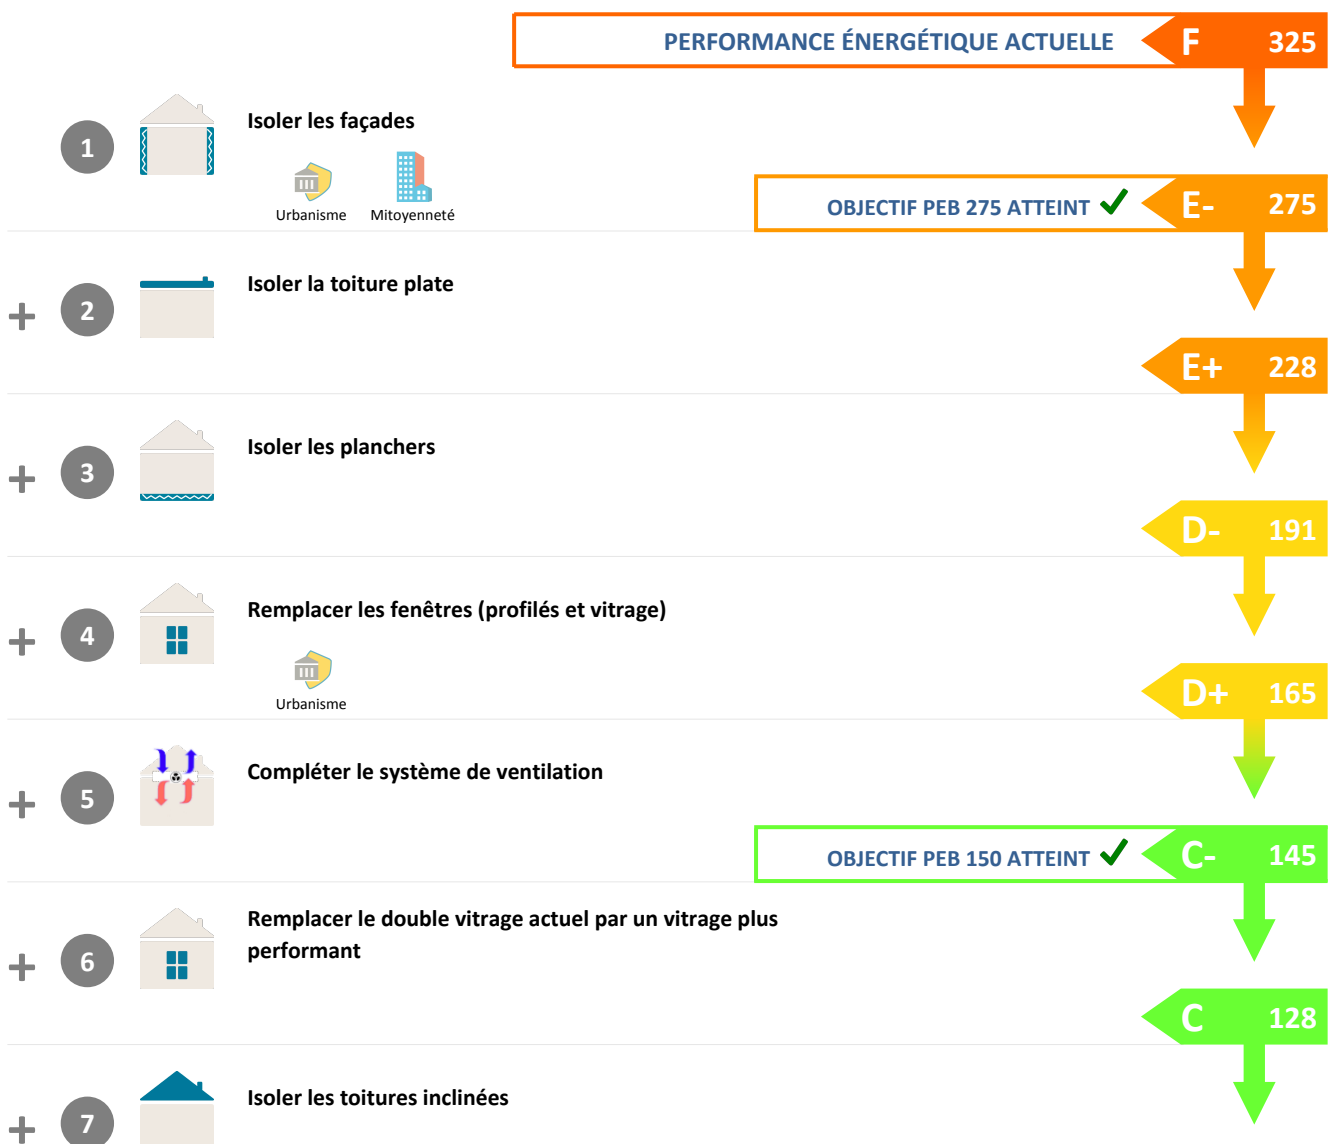 PERFORMANCE ÉNERGÉTIQUE ACTUELLE F 325
1 Isoler les façades
Urbanisme Mitoyenneté
OBJECTIF PEB 275 ATTEINT E- 275
+ 2 Isoler la toiture plate
E+ 228
+ 3 Isoler les planchers
D- 191
+ 4 Remplacer les fenêtres (profilés et vitrage)
Urbanisme
D+ 165
+ 5 Compléter le système de ventilation
OBJECTIF PEB 150 ATTEINT C- 145
+ 6 Remplacer le double vitrage actuel par un vitrage plus
performant
C 128
+ 7 Isoler les toitures inclinées